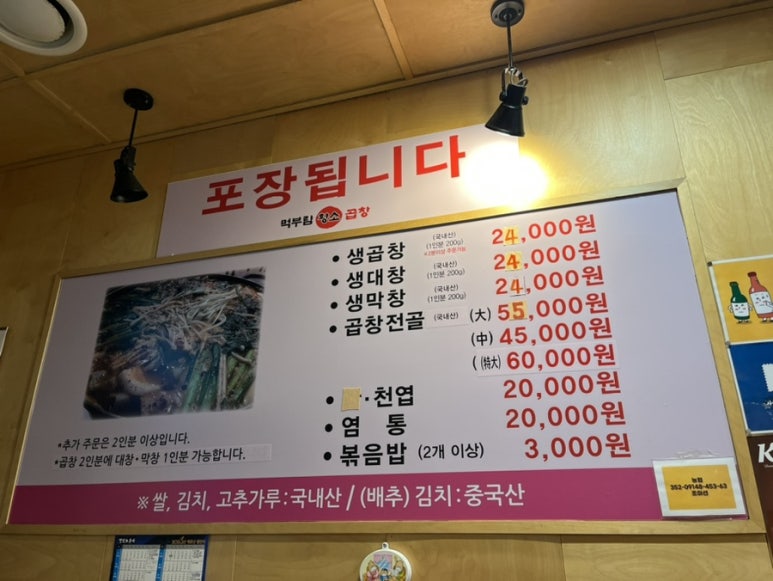 포장됩니다
먹부림 황소 곱창
• 생곱창 (국내산) (1인분 200g) 24,000원
• 생대창 (국내산) (1인분 200g) 24,000원
• 생막창 (국내산) (1인분 200g) 24,000원
• 곱창전골 (국내산) (大) 55,000원
(中) 45,000원
(特大) 60,000원
• ·천엽 20,000원
• 염 통 20,000원
• 볶음밥 (2개 이상) 3,000원
*추가 주문은 2인분 이상입니다.
*곱창 2인분에 대창·막창 1인분 가능합니다.
※ 쌀, 김치, 고추가루:국내산 / (배추) 김치:중국산
농협
352-09148-453-63